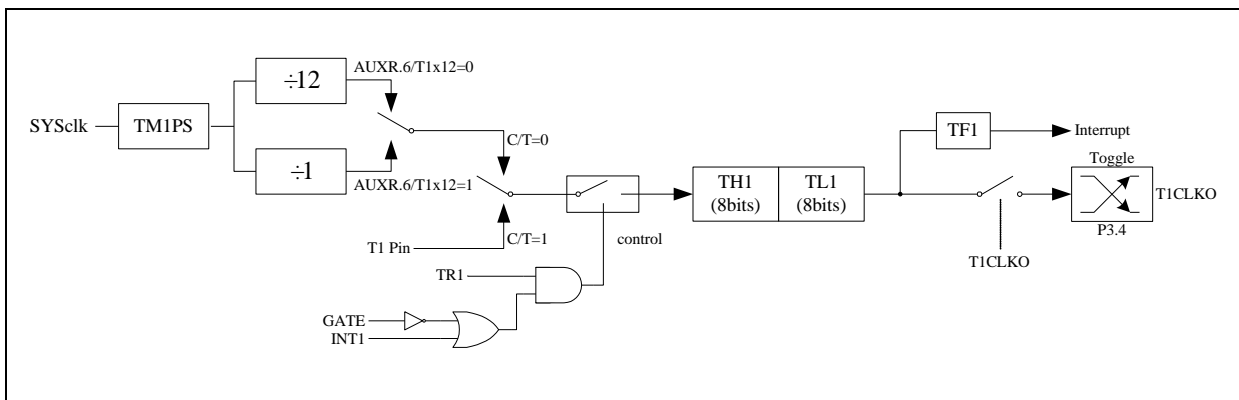 AUXR.6/T1x12=0
÷12
SYSclk
TM1PS
C/T=0
TF1
Interrupt
÷1
Toggle
AUXR.6/T1x12=1
TH1
(8bits)
TL1
(8bits)
T1CLKO
T1 Pin
C/T=1
control
P3.4
TR1
T1CLKO
GATE
INT1